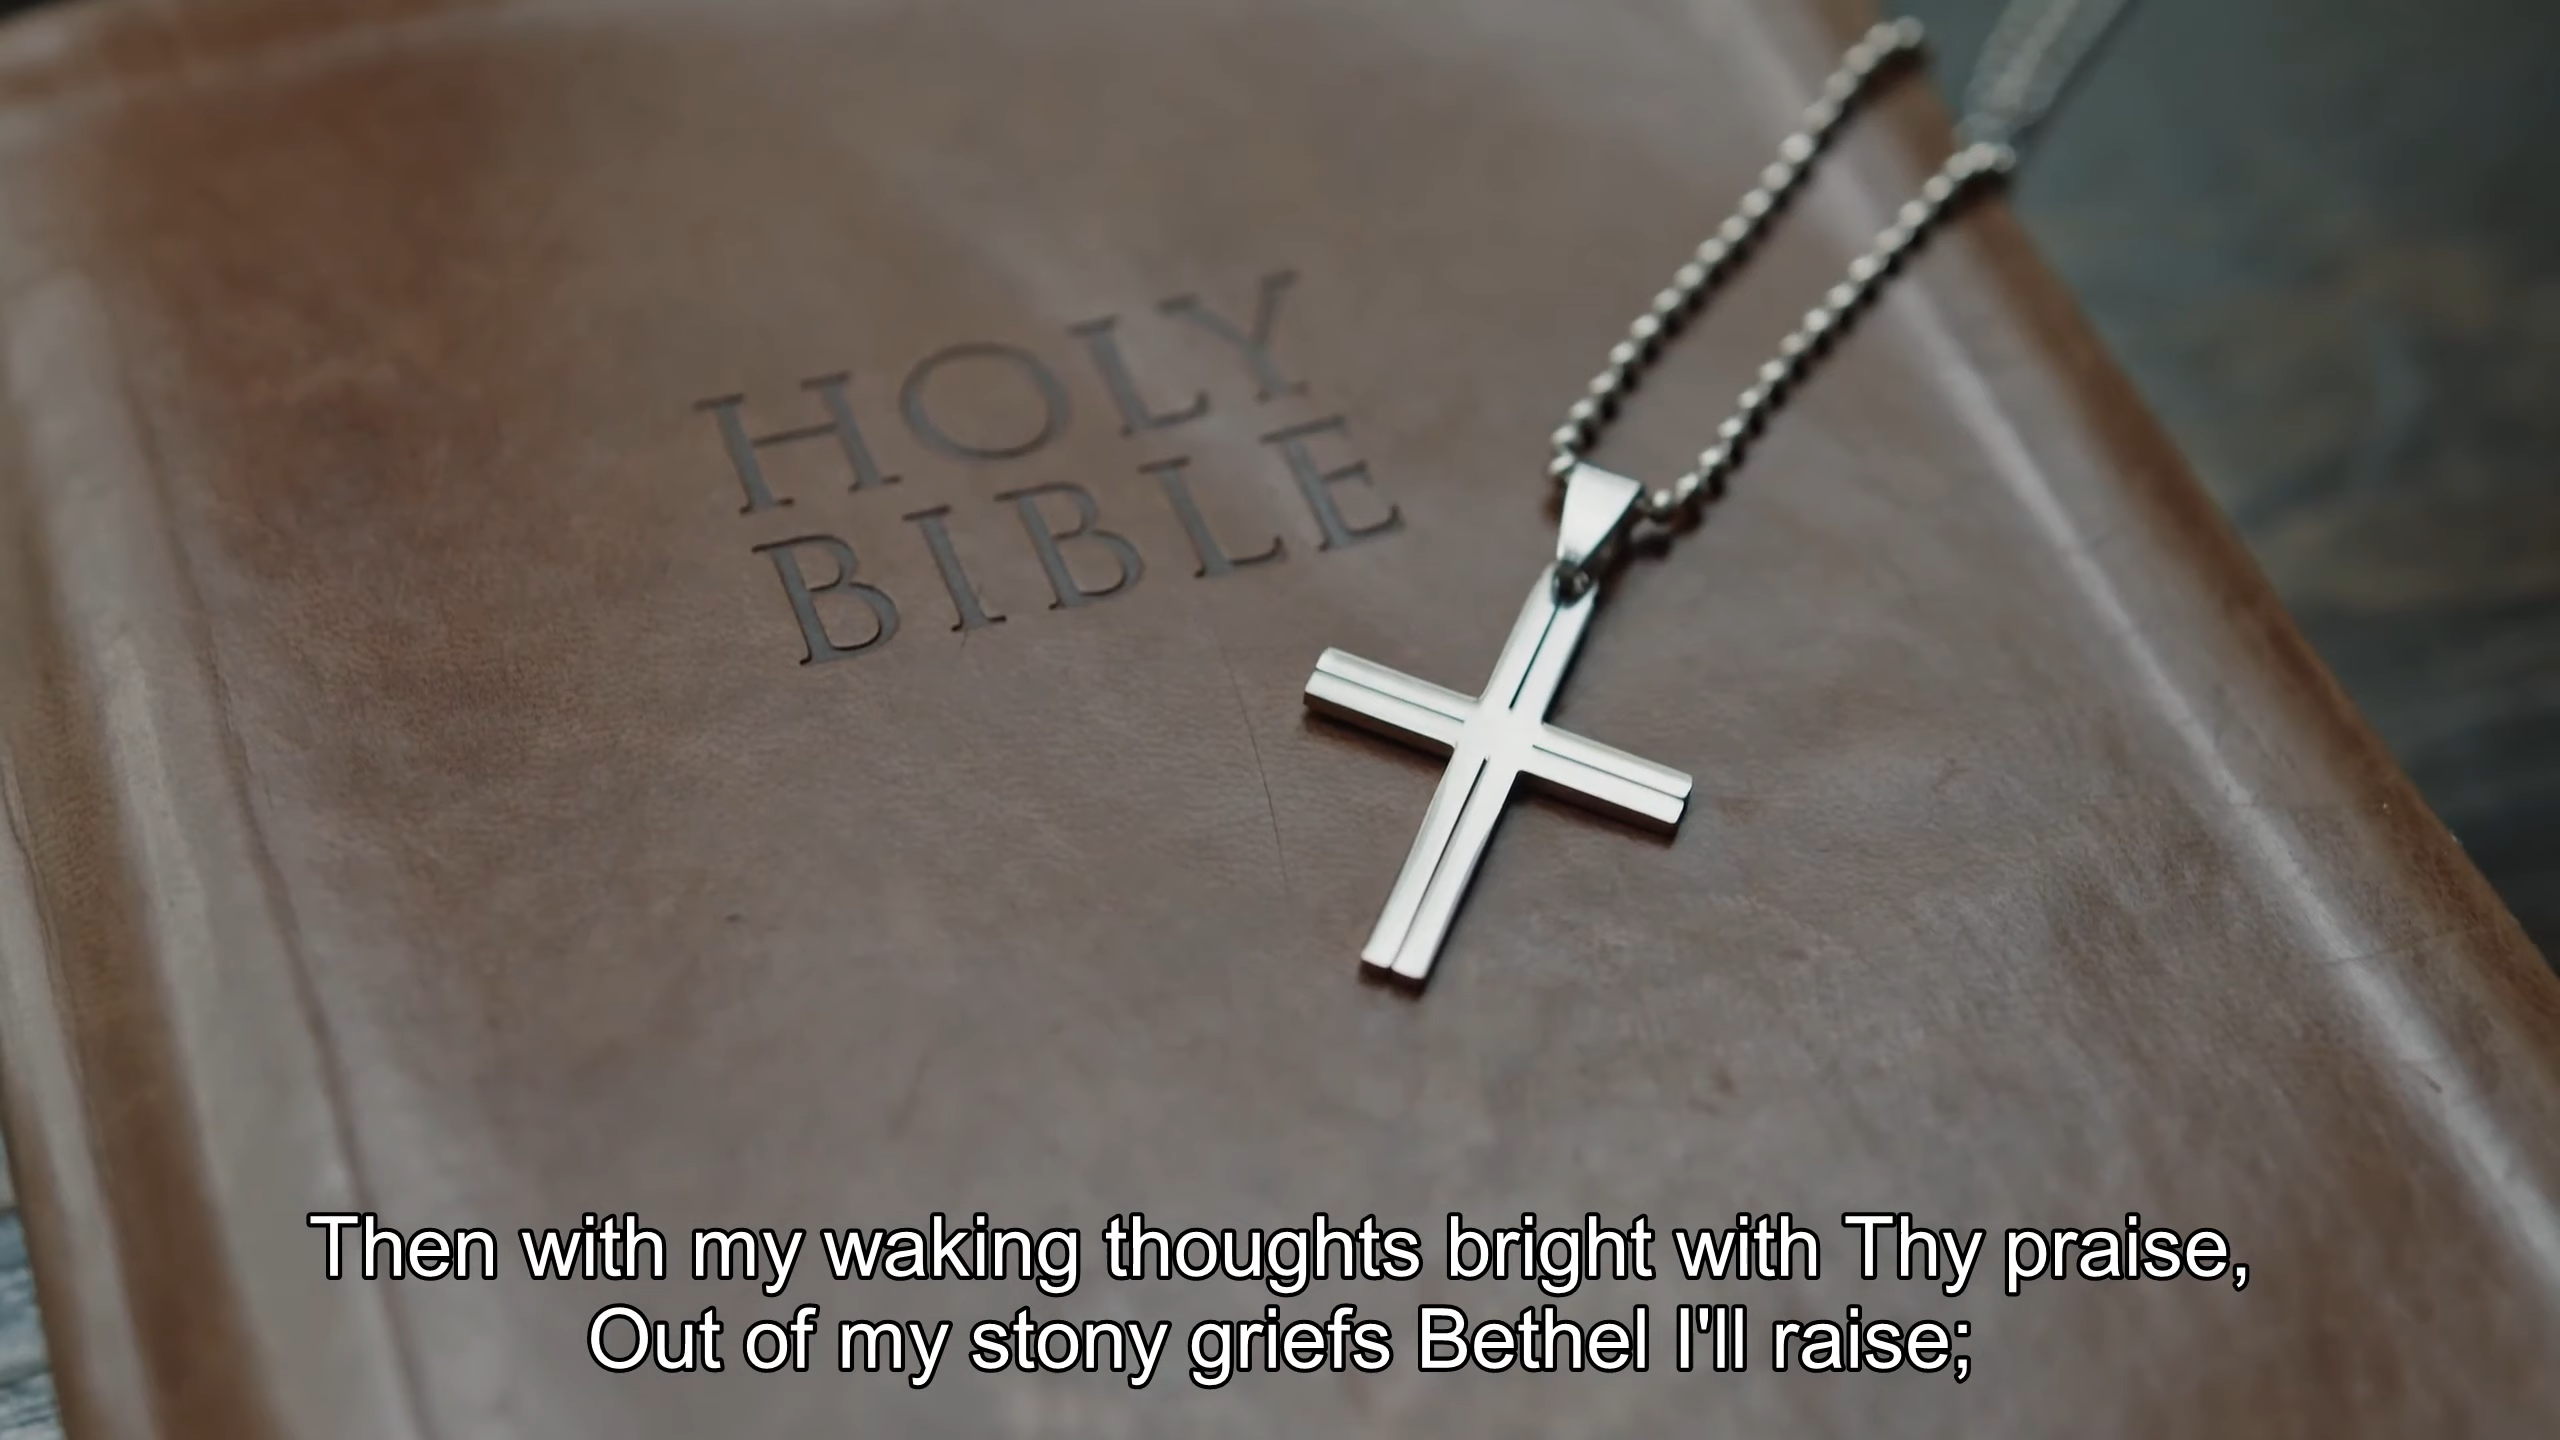 HOLY
BIBLE
Then with my waking thoughts bright with Thy praise,
Out of my stony griefs Bethel I'll raise;